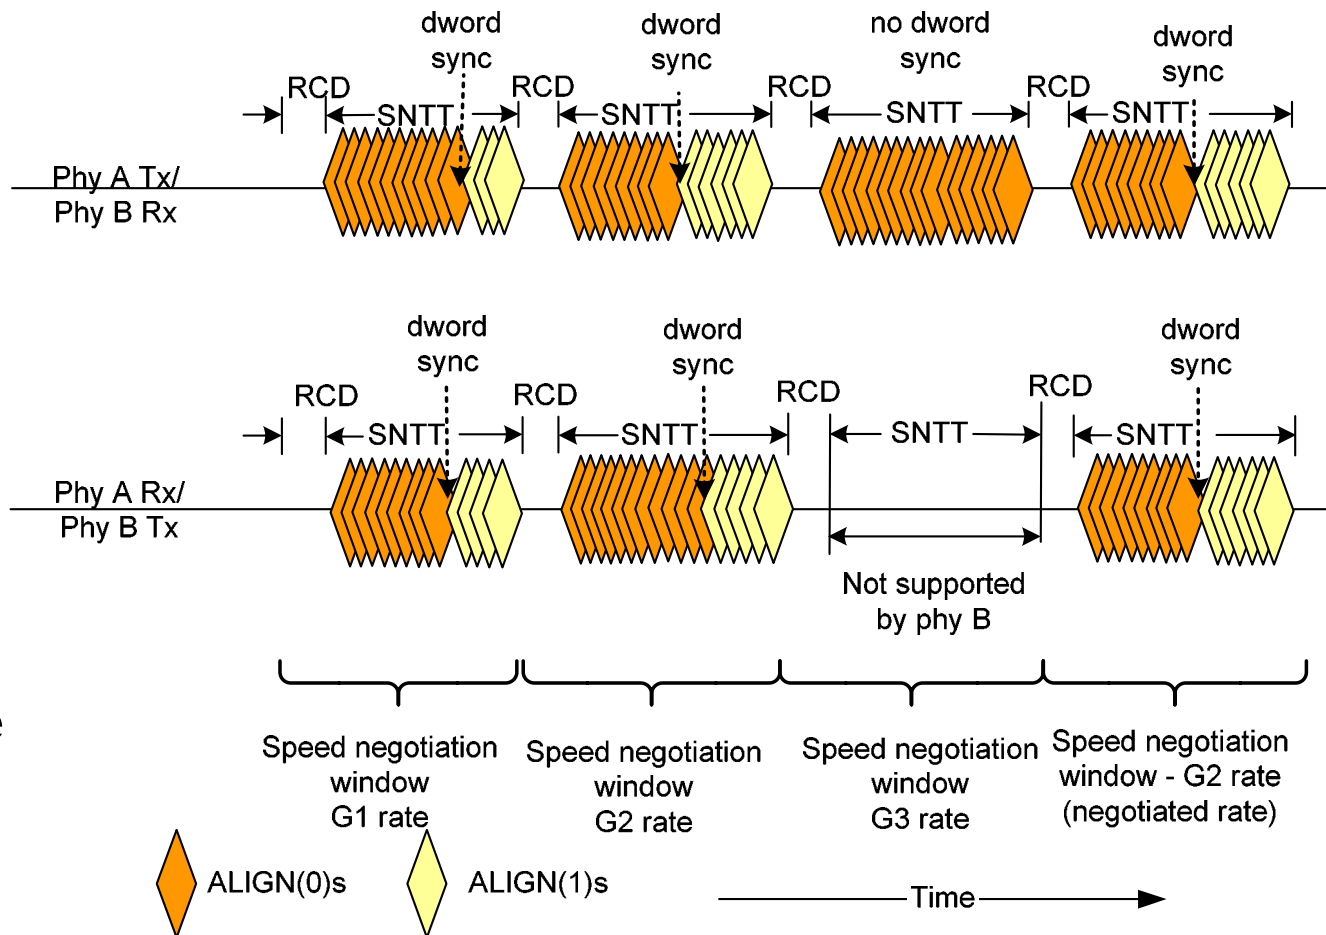 dword
sync
dword
sync
no dword
sync
dword
sync
RCD
RCD
RCD
RCD
SNTT
SNTT
SNTT
SNTT
Phy A Tx/
Phy B Rx
dword
sync
dword
sync
dword
sync
RCD
RCD
RCD
RCD
SNTT
SNTT
SNTT
SNTT
Phy A Rx/
Phy B Tx
Not supported
by phy B
e
Speed negotiation
window
G1 rate
Speed negotiation
window
G2 rate
Speed negotiation
window
G3 rate
Speed negotiation
window - G2 rate
(negotiated rate)
ALIGN(0)s
ALIGN(1)s
Time